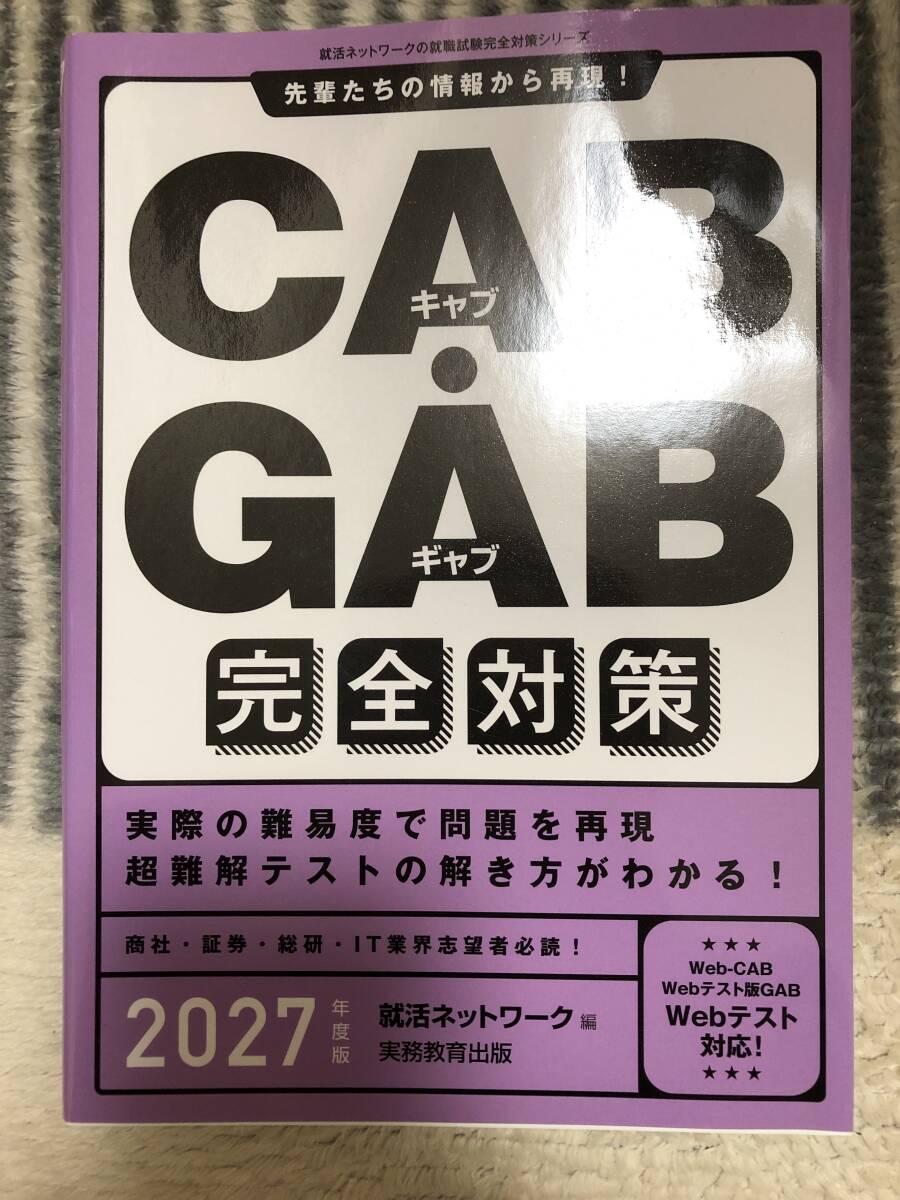 就活ネットワークの就職試験完全対策シリーズ
先輩たちの情報から再現！
CAB
キャブ
・
GAB
ギャブ
完全対策
実際の難易度で問題を再現
超難解テストの解き方がわかる！
商社・証券・総研・IT業界志望者必読！
2027年度版
就活ネットワーク 編
実務教育出版
★★★
Web-CAB
Webテスト版GAB
Webテスト
対応！
★★★